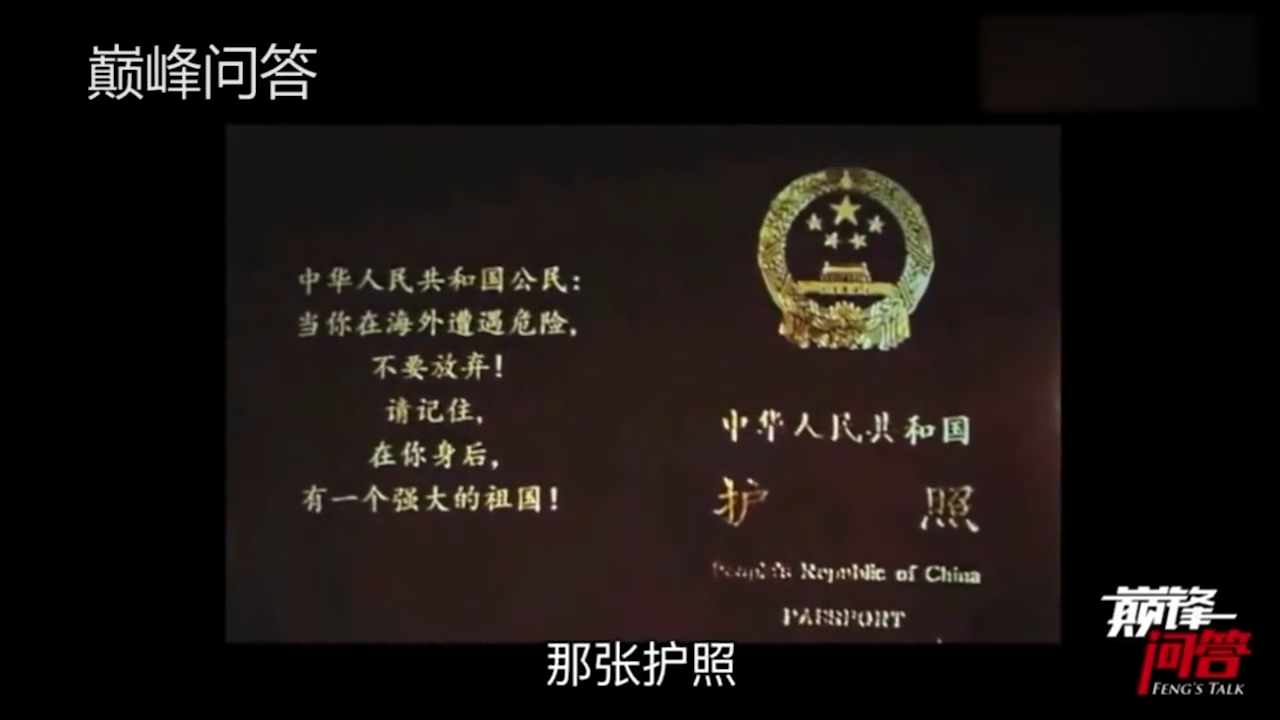 巅峰问答
中华人民共和国公民：
当你在海外遭遇危险，
不要放弃！
请记住，
在你身后，
有一个强大的祖国！
中华人民共和国
护 照
People's Republic of China
PASSPORT
那张护照
巅锋
问答
FENG'S TALK